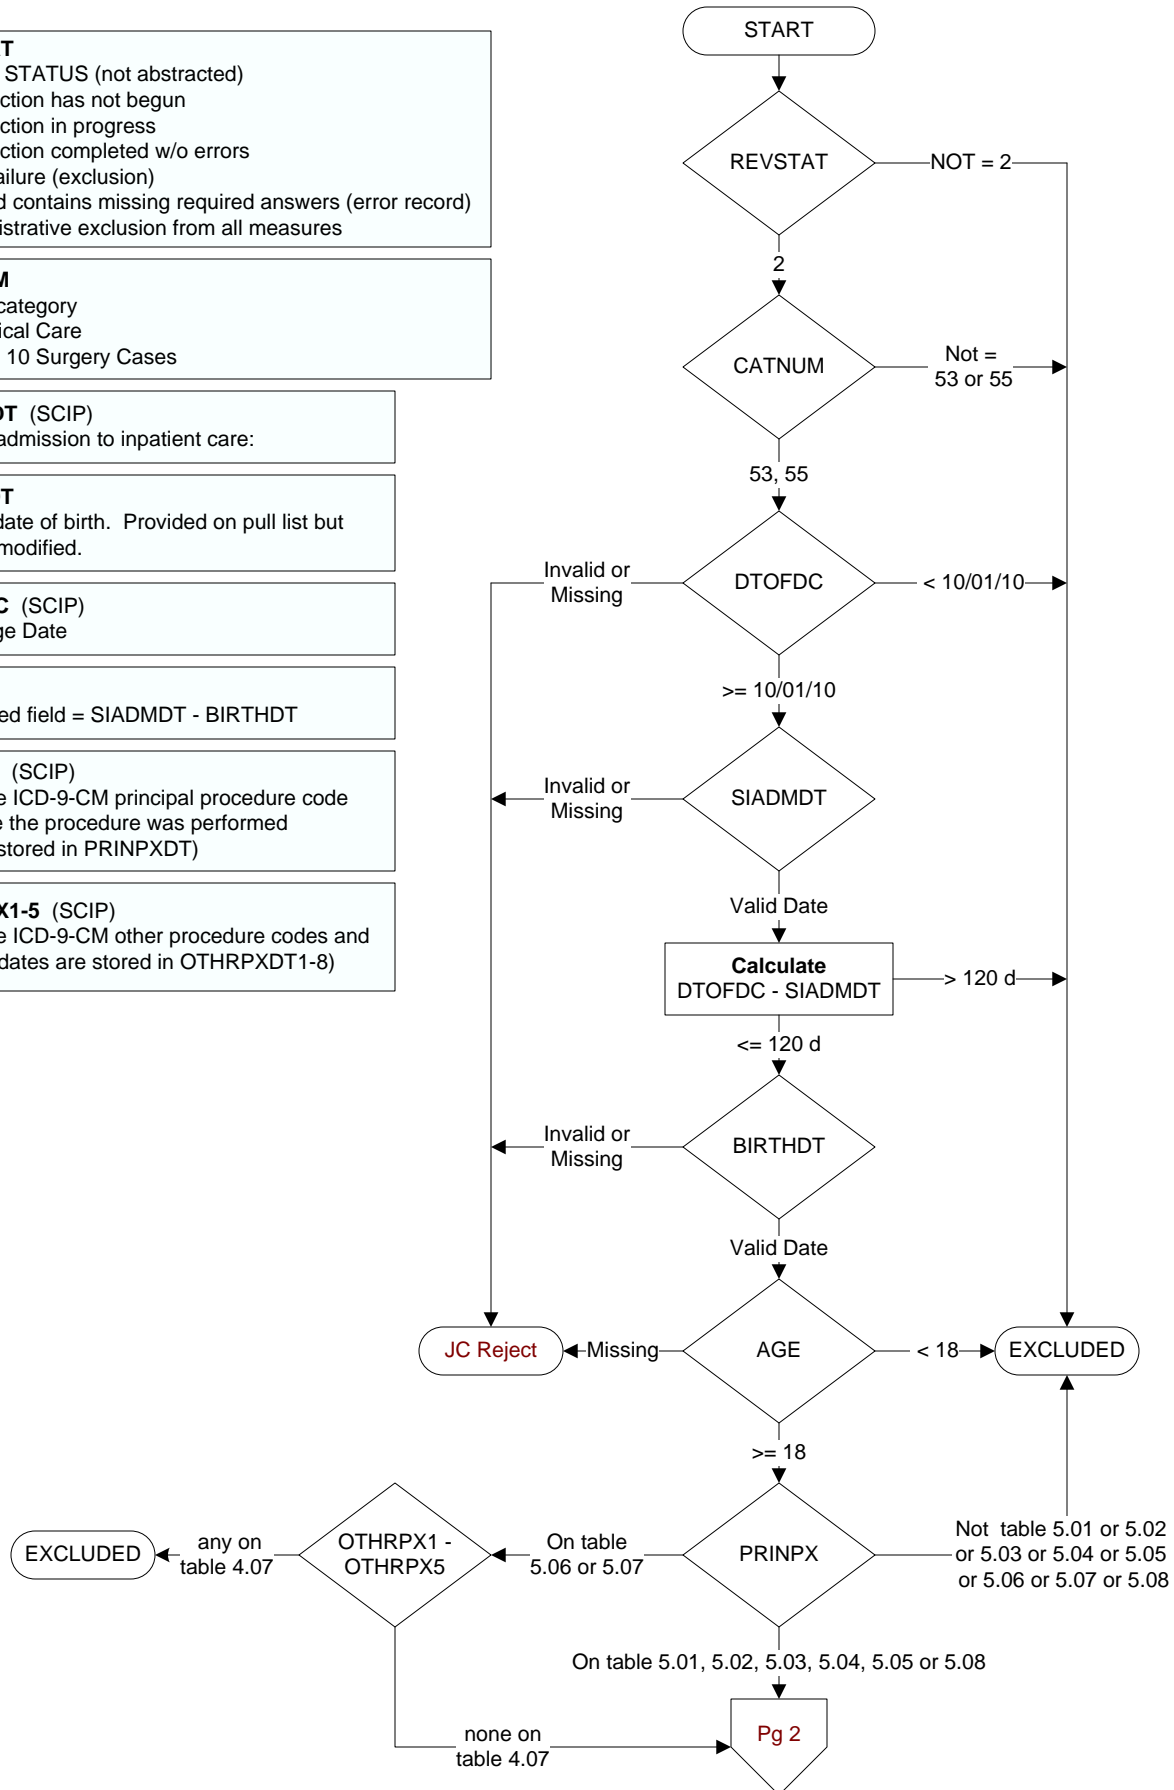 START
STATUS (not abstracted)
has not begun
in progress
completed w/o errors
(exclusion)
contains missing required answers (error record)
exclusion from all measures
REVSTAT
NOT = 2
2
category
Care
10 Surgery Cases
CATNUM
Not =
53 or 55
53, 55
(SCIP)
admission to inpatient care:
date of birth.  Provided on pull list but
modified.
Invalid or
Missing
DTOFDC
< 10/01/10
(SCIP)
Date
>= 10/01/10
field = SIADMDT - BIRTHDT
(SCIP)
ICD-9-CM principal procedure code
the procedure was performed
stored in PRINPXDT)
Invalid or
Missing
SIADMDT
Valid Date
X1-5 (SCIP)
ICD-9-CM other procedure codes and
dates are stored in OTHRPXDT1-8)
Calculate
DTOFDC - SIADMDT
> 120 d
<= 120 d
Invalid or
Missing
BIRTHDT
Valid Date
JC Reject
Missing
AGE
< 18
EXCLUDED
>= 18
EXCLUDED
any on
table 4.07
OTHRPX1 -
OTHRPX5
On table
5.06 or 5.07
PRINPX
Not table 5.01 or 5.02
or 5.03 or 5.04 or 5.05
or 5.06 or 5.07 or 5.08
On table 5.01, 5.02, 5.03, 5.04, 5.05 or 5.08
none on
table 4.07
Pg 2